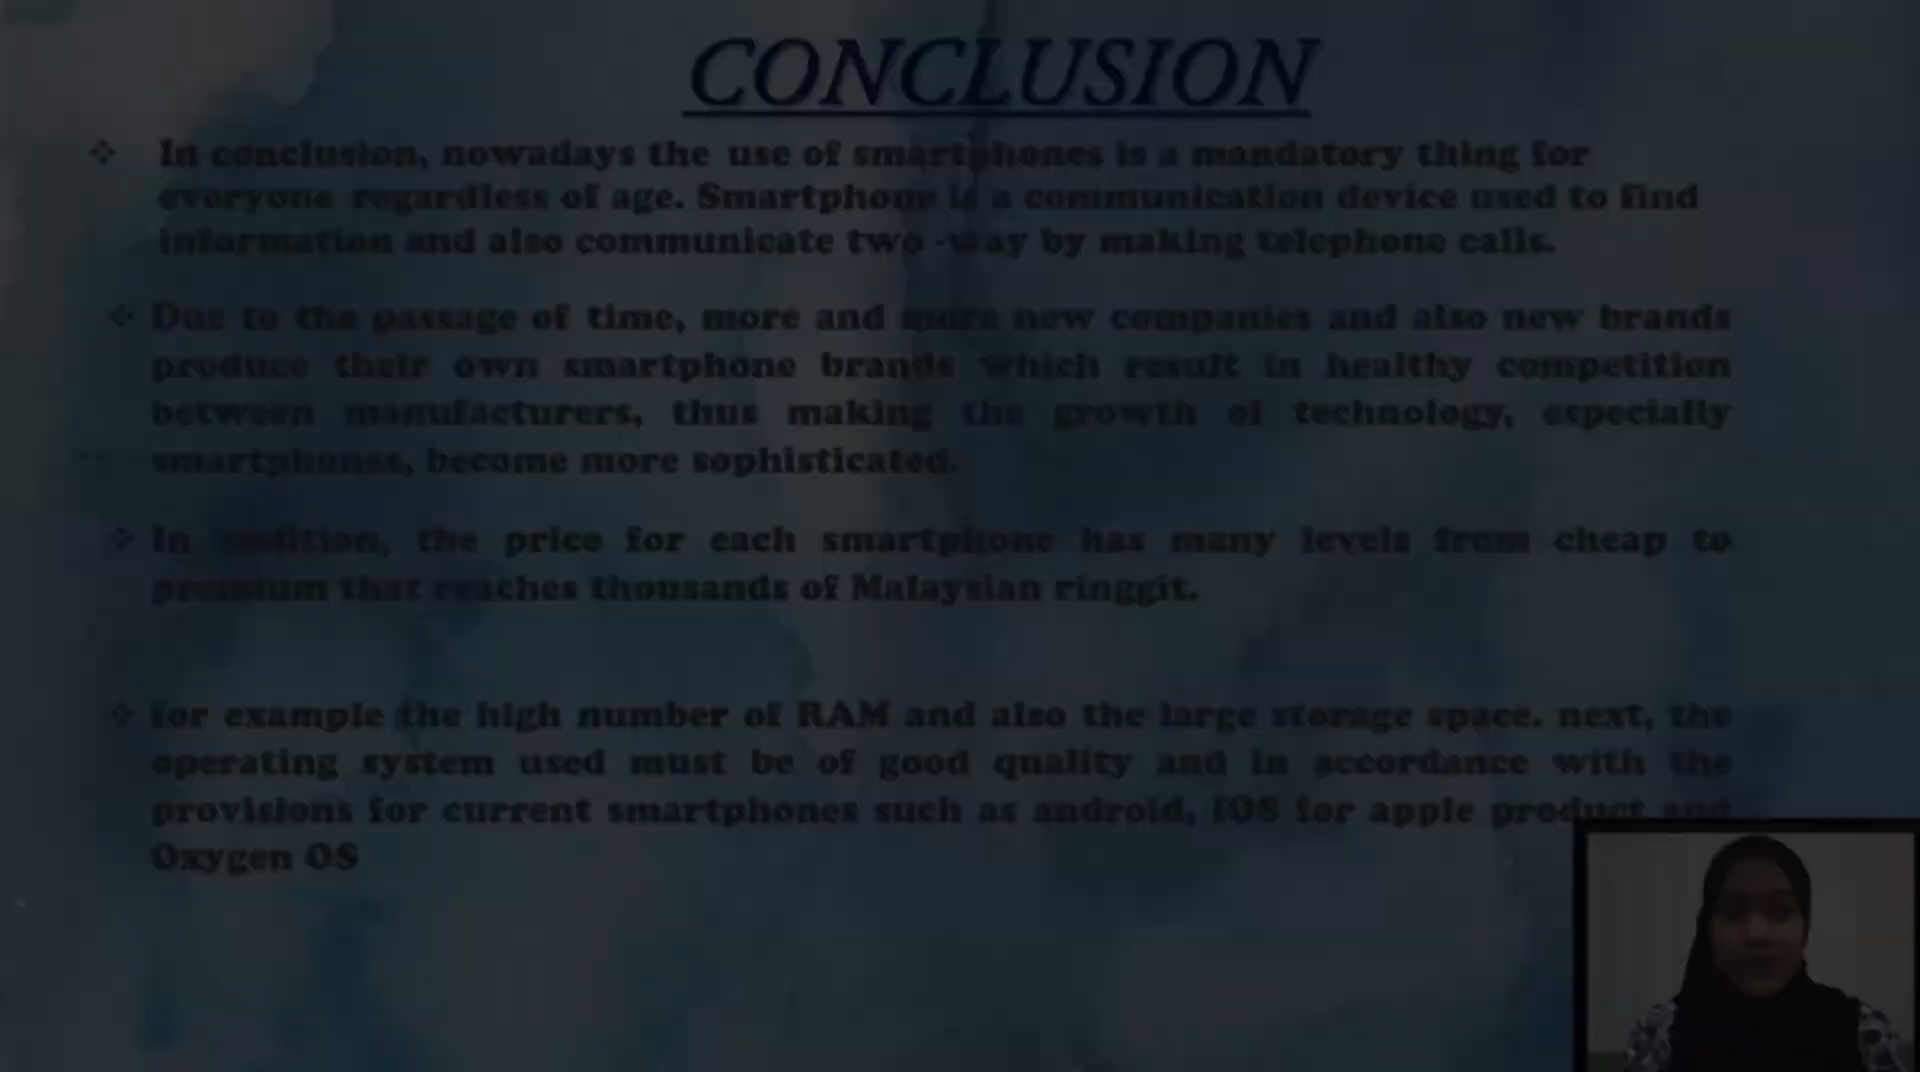 CONCLUSION
In conclusion, nowadays the use of smartphones is a mandatory thing for
everyone regardless of age. Smartphone is a communication device used to find
information and also communicate two -way by making telephone calls.
Due to the passage of time, more and more new companies and also new brands
produce their own smartphone brands which result in healthy competition
between manufacturers, thus making the growth of technology, especially
smartphones, become more sophisticated.
In addition, the price for each smartphone has many levels from cheap to
premium that reaches thousands of Malaysian ringgit.
for example the high number of RAM and also the large storage space. next, the
operating system used must be of good quality and in accordance with the
provisions for current smartphones such as android, IOS for apple product and
Oxygen OS